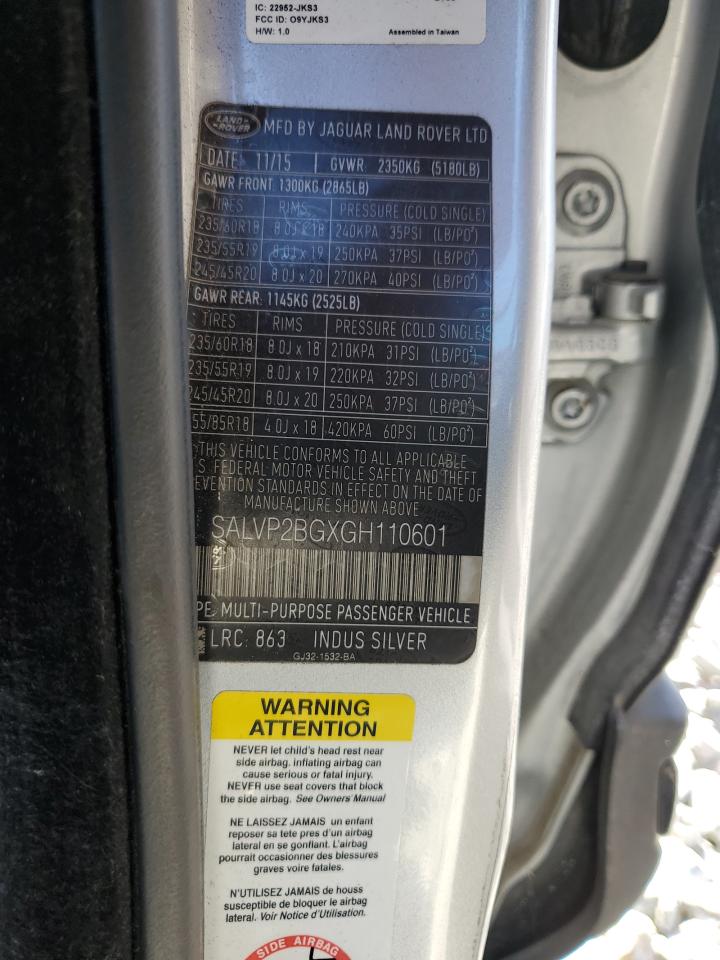 IC: 22952-JKS3
FCC ID: O9YJKS3
H/W: 1.0 Assembled in Taiwan
LAND ROVER MFD BY JAGUAR LAND ROVER LTD
DATE: 11/15 GVWR: 2350KG (5180LB)
GAWR FRONT 1300KG (2865LB)
TIRES RIMS PRESSURE (COLD SINGLE)
235/60R18 8.0J x 18 240KPA 35PSI (LB/PO²)
235/55R19 8.0J x 19 250KPA 37PSI (LB/PO²)
245/45R20 8.0J x 20 270KPA 40PSI (LB/PO²)
GAWR REAR: 1145KG (2525LB)
TIRES RIMS PRESSURE (COLD SINGLE)
235/60R18 8.0J x 18 210KPA 31PSI (LB/PO²)
235/55R19 8.0J x 19 220KPA 32PSI (LB/PO²)
245/45R20 8.0J x 20 250KPA 37PSI (LB/PO²)
55/85R18 4.0J x 18 420KPA 60PSI (LB/PO²)
THIS VEHICLE CONFORMS TO ALL APPLICABLE
S. FEDERAL MOTOR VEHICLE SAFETY AND THEFT
EVENTION STANDARDS IN EFFECT ON THE DATE OF
MANUFACTURE SHOWN ABOVE
SALVP2BGXGH110601
PE: MULTI-PURPOSE PASSENGER VEHICLE
LRC: 863 INDUS SILVER
GJ32-1532-BA
WARNING
ATTENTION
NEVER let child's head rest near
side airbag. inflating airbag can
cause serious or fatal injury.
NEVER use seat covers that block
the side airbag. See Owners Manual
NE LAISSEZ JAMAIS un enfant
reposer sa tete pres d'un airbag
lateral en se gonflant. L'airbag
pourrait occasionner des blessures
graves voire fatales.
N'UTILISEZ JAMAIS de houss
susceptible de bloquer le airbag
lateral. Voir Notice d'Utilisation.
SIDE AIRBAG